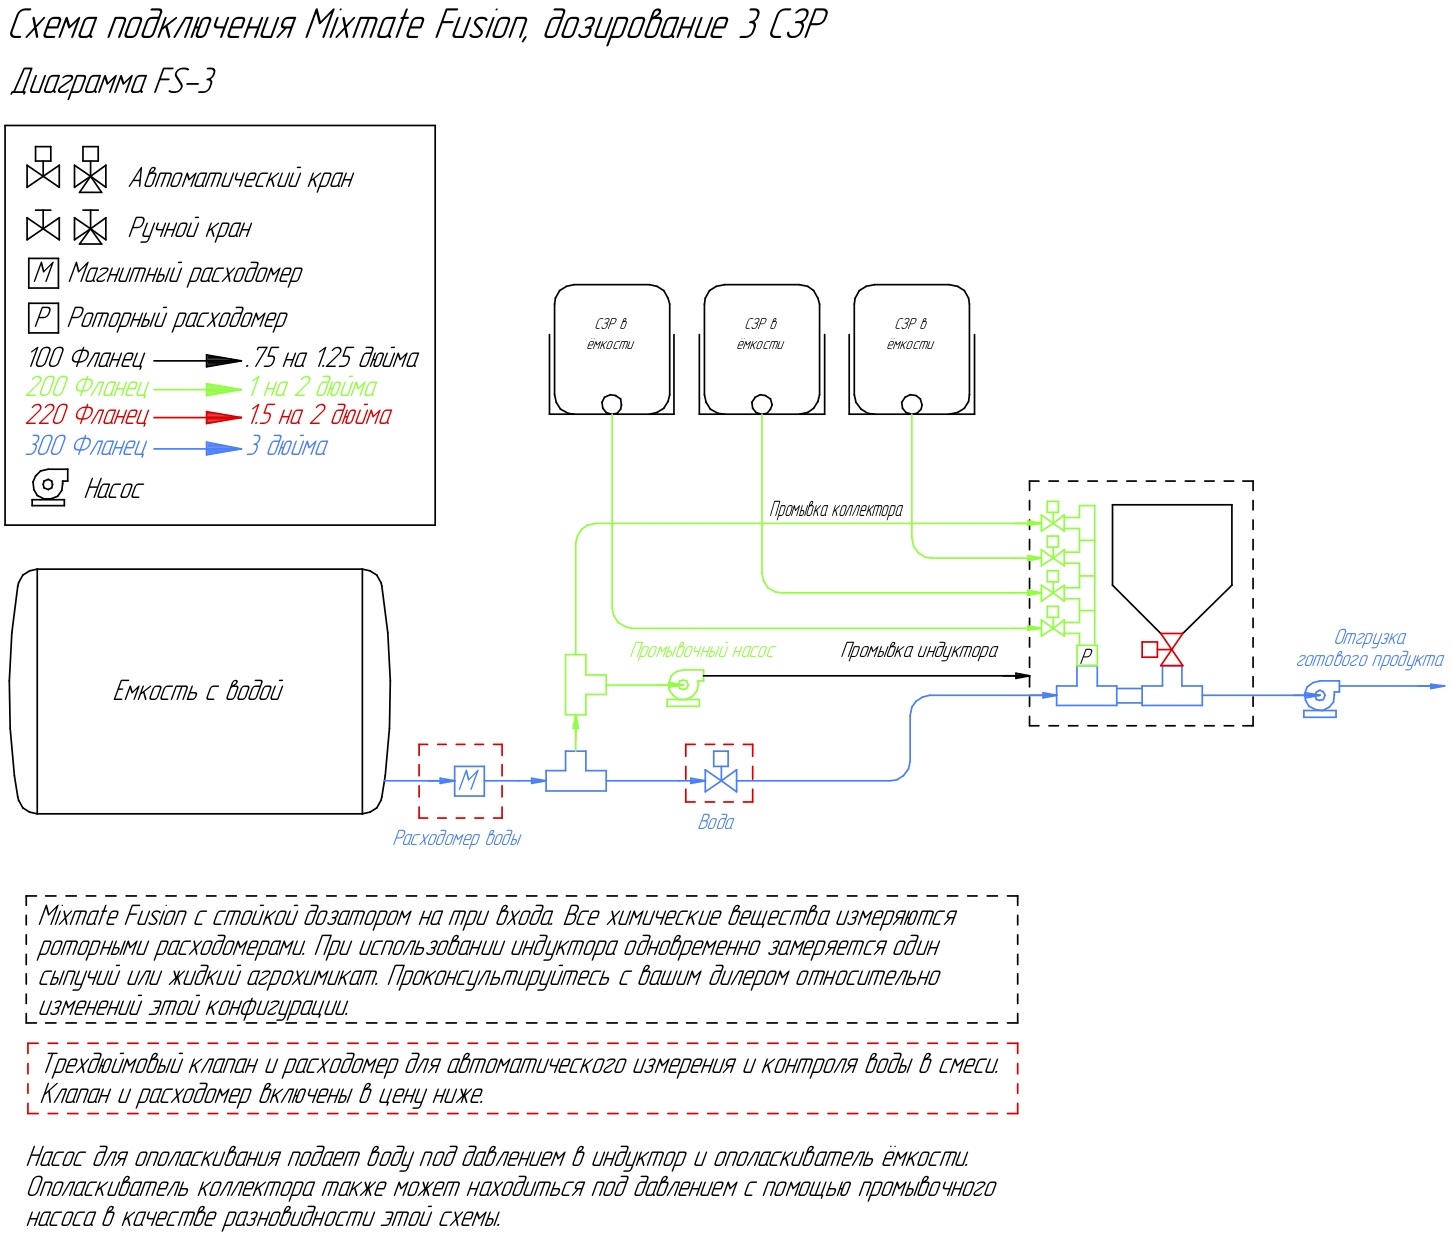 Схема подключения Mixmate Fusion, дозирование 3 СЗР
Диаграмма FS-3
Автоматический кран
Ручной кран
М Магнитный расходомер
Р Роторный расходомер
100 Фланец .75 на 1.25 дюйма
200 Фланец 1 на 2 дюйма
220 Фланец 1.5 на 2 дюйма
300 Фланец 3 дюйма
Насос
СЗР в
ёмкости
СЗР в
ёмкости
СЗР в
ёмкости
Промывка коллектора
Промывочный насос
Промывка индуктора
Р
Отгрузка
готового продукта
Емкость с водой
М
Расходомер воды
Вода
Mixmate Fusion с стойкой дозатором на три входа. Все химические вещества измеряются
роторными расходомерами. При использовании индуктора одновременно замеряется один
сыпучий или жидкий агрохимикат. Проконсультируйтесь с вашим дилером относительно
изменений этой конфигурации.
Трехдюймовый клапан и расходомер для автоматического измерения и контроля воды в смеси.
Клапан и расходомер включены в цену ниже.
Насос для ополаскивания подает воду под давлением в индуктор и ополаскиватель ёмкости.
Ополаскиватель коллектора также может находиться под давлением с помощью промывочного
насоса в качестве разновидности этой схемы.